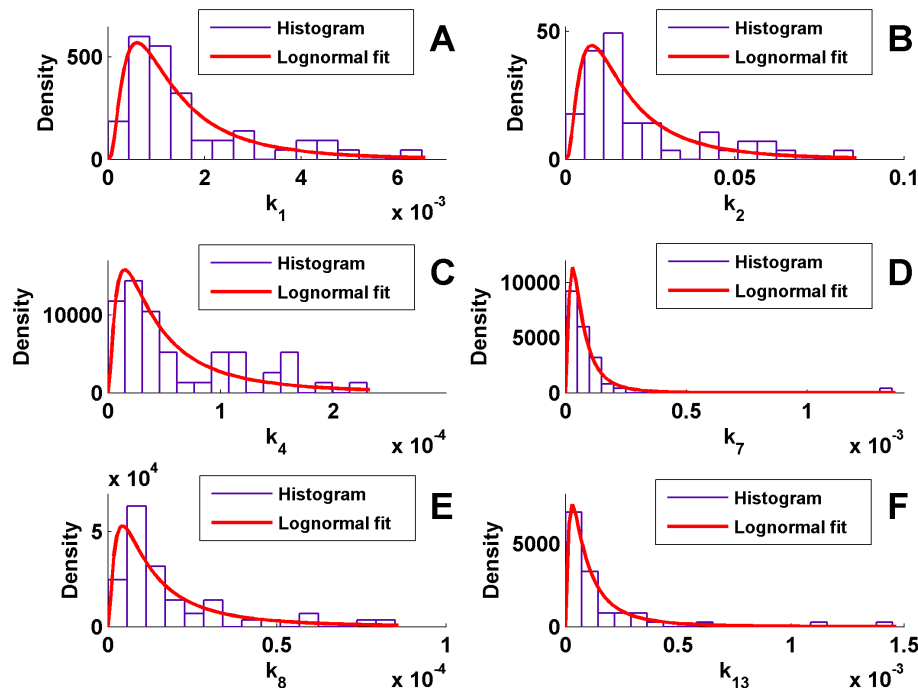 Histogram
Lognormal fit
A
Density
500
0
0 2 4 6
k1
x 10-3
Histogram
Lognormal fit
B
Density
50
0
0 0.05 0.1
k2
Histogram
Lognormal fit
C
Density
10000
0
0 1 2
k4
x 10-4
Histogram
Lognormal fit
D
Density
10000
5000
0
0 0.5 1
k7
x 10-3
x 104
Histogram
Lognormal fit
E
Density
5
0
0 0.5 1
k8
x 10-4
Histogram
Lognormal fit
F
Density
5000
0
0 0.5 1 1.5
k13
x 10-3